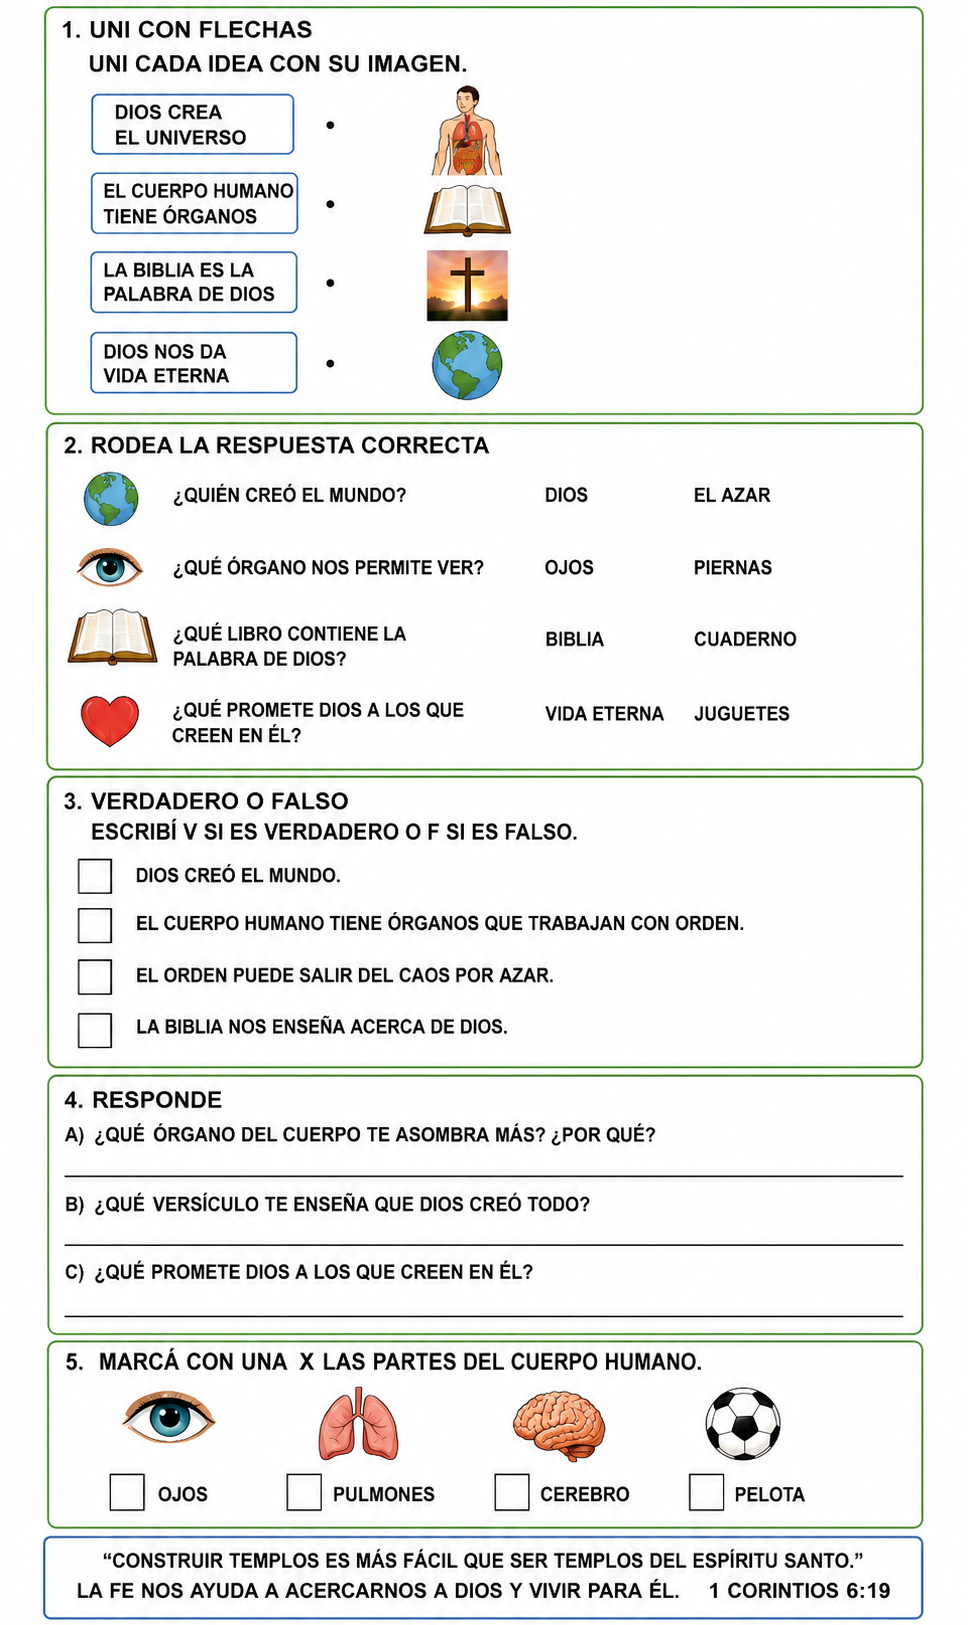 1. UNI CON FLECHAS
UNI CADA IDEA CON SU IMAGEN.
DIOS CREA
EL UNIVERSO
EL CUERPO HUMANO
TIENE ÓRGANOS
LA BIBLIA ES LA
PALABRA DE DIOS
DIOS NOS DA
VIDA ETERNA
2. RODEA LA RESPUESTA CORRECTA
¿QUIÉN CREÓ EL MUNDO? DIOS EL AZAR
¿QUÉ ÓRGANO NOS PERMITE VER? OJOS PIERNAS
¿QUÉ LIBRO CONTIENE LA
PALABRA DE DIOS? BIBLIA CUADERNO
¿QUÉ PROMETE DIOS A LOS QUE
CREEN EN ÉL? VIDA ETERNA JUGUETES
3. VERDADERO O FALSO
ESCRIBÍ V SI ES VERDADERO O F SI ES FALSO.
DIOS CREÓ EL MUNDO.
EL CUERPO HUMANO TIENE ÓRGANOS QUE TRABAJAN CON ORDEN.
EL ORDEN PUEDE SALIR DEL CAOS POR AZAR.
LA BIBLIA NOS ENSEÑA ACERCA DE DIOS.
4. RESPONDE
A) ¿QUÉ ÓRGANO DEL CUERPO TE ASOMBRA MÁS? ¿POR QUÉ?
B) ¿QUÉ VERSÍCULO TE ENSEÑA QUE DIOS CREÓ TODO?
C) ¿QUÉ PROMETE DIOS A LOS QUE CREEN EN ÉL?
5. MARCÁ CON UNA X LAS PARTES DEL CUERPO HUMANO.
OJOS PULMONES CEREBRO PELOTA
“CONSTRUIR TEMPLOS ES MÁS FÁCIL QUE SER TEMPLOS DEL ESPÍRITU SANTO.”
LA FE NOS AYUDA A ACERCARNOS A DIOS Y VIVIR PARA ÉL. 1 CORINTIOS 6:19